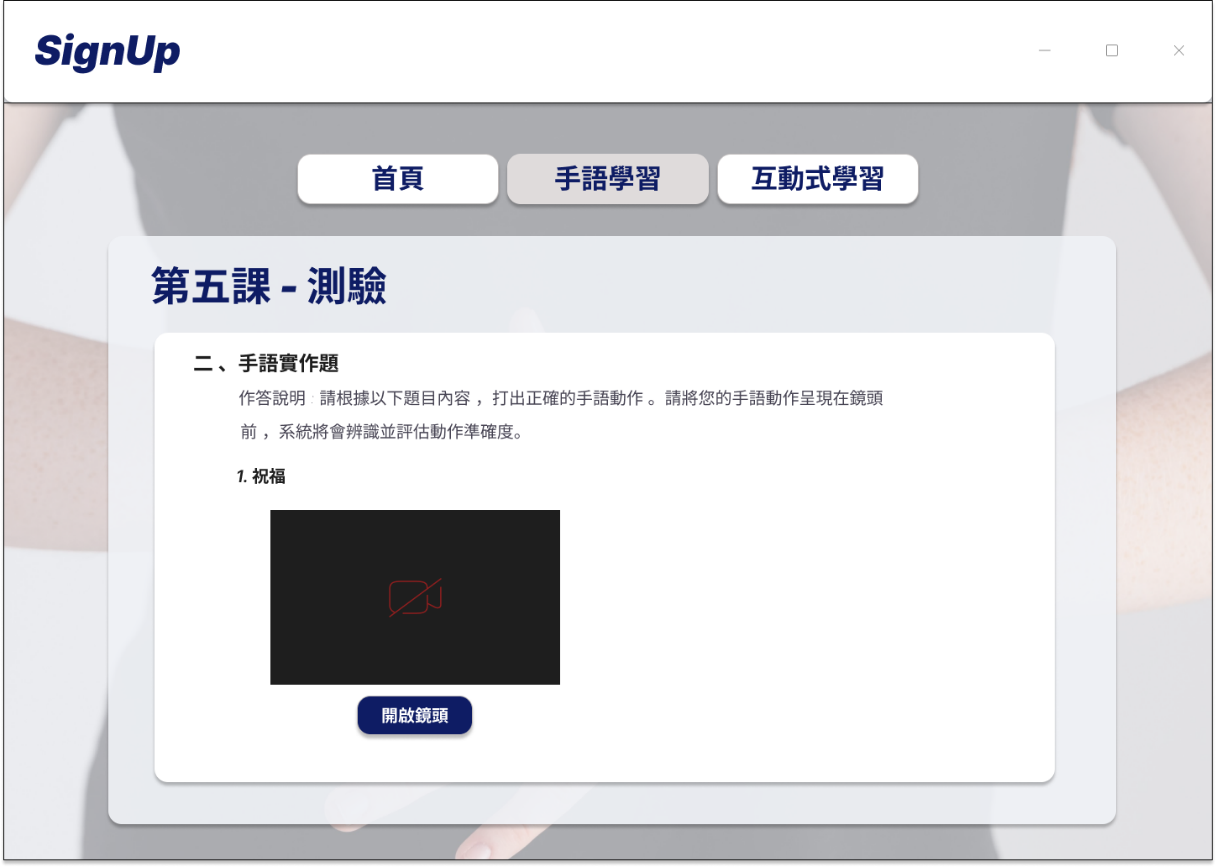 SignUp
首頁
手語學習
互動式學習
第五課 - 測驗
二、手語實作題
作答說明：請根據以下題目內容，打出正確的手語動作。請將您的手語動作呈現在鏡頭
前，系統將會辨識並評估動作準確度。
1. 祝福
開啟鏡頭